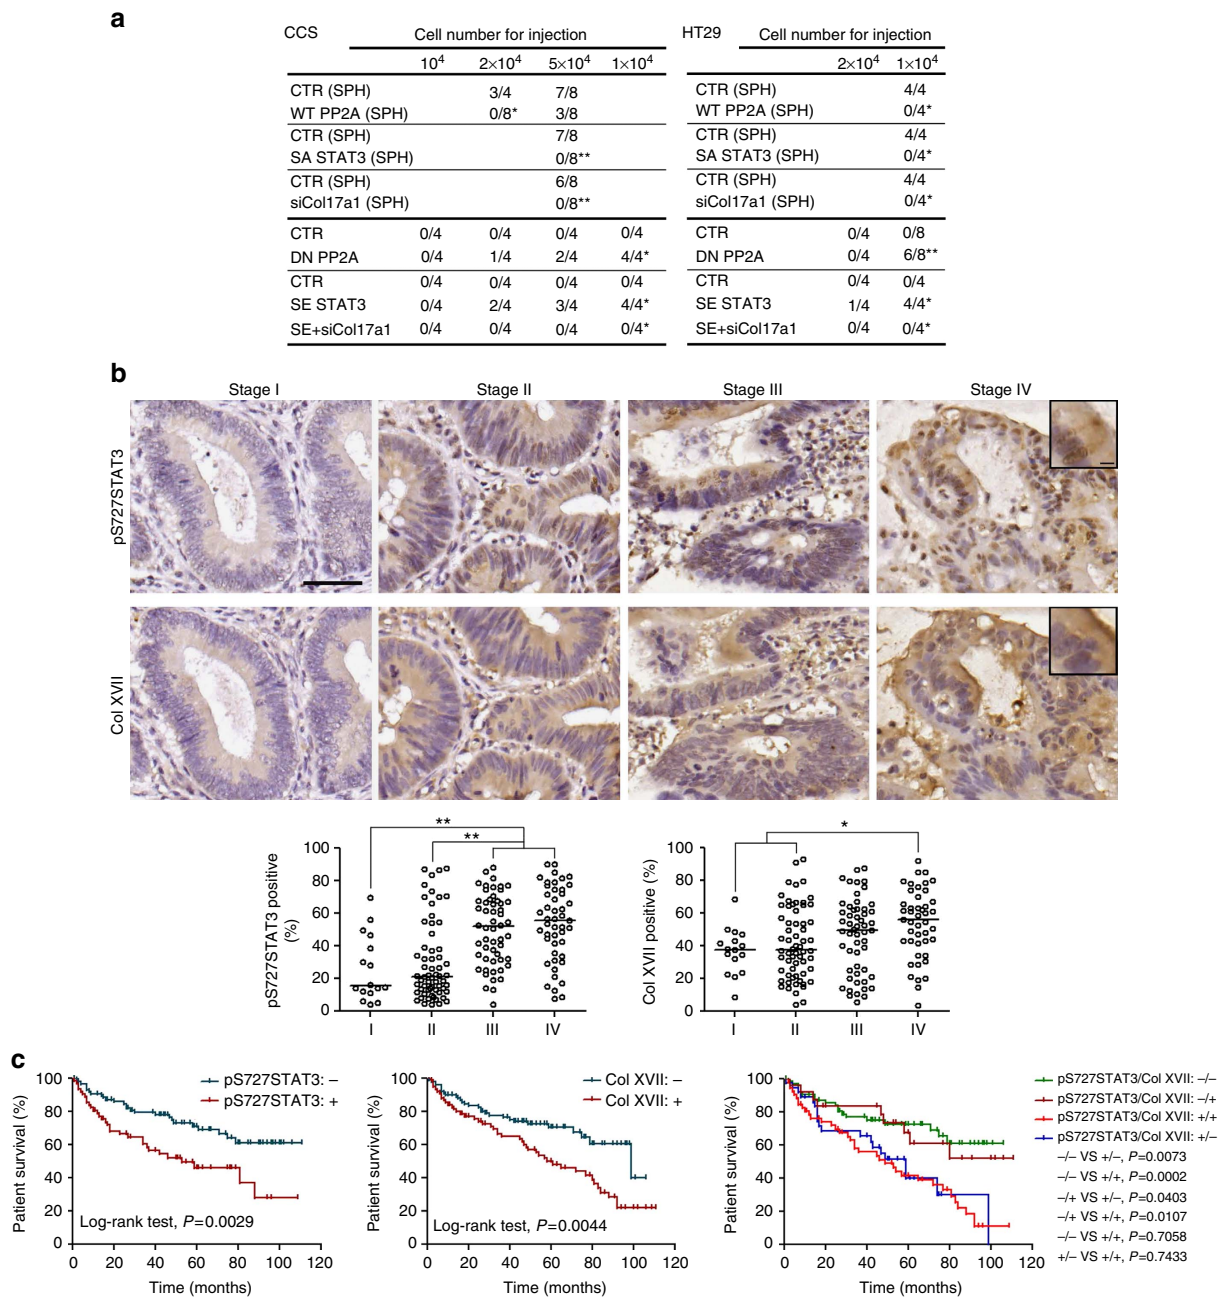 a
CCS Cell number for injection
10⁴ 2×10⁴ 5×10⁴ 1×10⁴
CTR (SPH) 3/4 7/8
WT PP2A (SPH) 0/8* 3/8
CTR (SPH) 7/8
SA STAT3 (SPH) 0/8**
CTR (SPH) 6/8
siCol17a1 (SPH) 0/8**
CTR 0/4 0/4 0/4 0/4
DN PP2A 0/4 1/4 2/4 4/4*
CTR 0/4 0/4 0/4 0/4
SE STAT3 0/4 2/4 3/4 4/4*
SE+siCol17a1 0/4 0/4 0/4 0/4*
HT29 Cell number for injection
2×10⁴ 1×10⁴
CTR (SPH) 4/4
WT PP2A (SPH) 0/4*
CTR (SPH) 4/4
SA STAT3 (SPH) 0/4*
CTR (SPH) 4/4
siCol17a1 (SPH) 0/4*
CTR 0/4 0/8
DN PP2A 0/4 6/8**
CTR 0/4 0/4
SE STAT3 1/4 4/4*
SE+siCol17a1 0/4 0/4*
b
Stage I Stage II Stage III Stage IV
pS727STAT3
Col XVII
pS727STAT3 positive
(%)
100
80
60
40
20
0
I II III IV
**
**
Col XVII positive (%)
100
80
60
40
20
0
I II III IV
*
c
Patient survival (%)
100
80
60
40
20
0
pS727STAT3: –
pS727STAT3: +
Log-rank test, P=0.0029
0 20 40 60 80 100 120
Time (months)
Patient survival (%)
100
80
60
40
20
0
Col XVII: –
Col XVII: +
Log-rank test, P=0.0044
0 20 40 60 80 100 120
Time (months)
Patient survival (%)
100
80
60
40
20
0
0 20 40 60 80 100 120
Time (months)
pS727STAT3/Col XVII: –/–
pS727STAT3/Col XVII: –/+
pS727STAT3/Col XVII: +/+
pS727STAT3/Col XVII: +/–
–/– VS +/–, P=0.0073
–/– VS +/+, P=0.0002
–/+ VS +/–, P=0.0403
–/+ VS +/+, P=0.0107
–/– VS +/+, P=0.7058
+/– VS +/+, P=0.7433